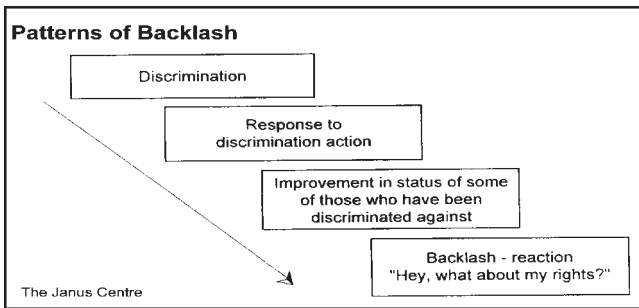 Patterns of Backlash
Discrimination
Response to
discrimination action
Improvement in status of some
of those who have been
discriminated against
Backlash - reaction
"Hey, what about my rights?"
The Janus Centre